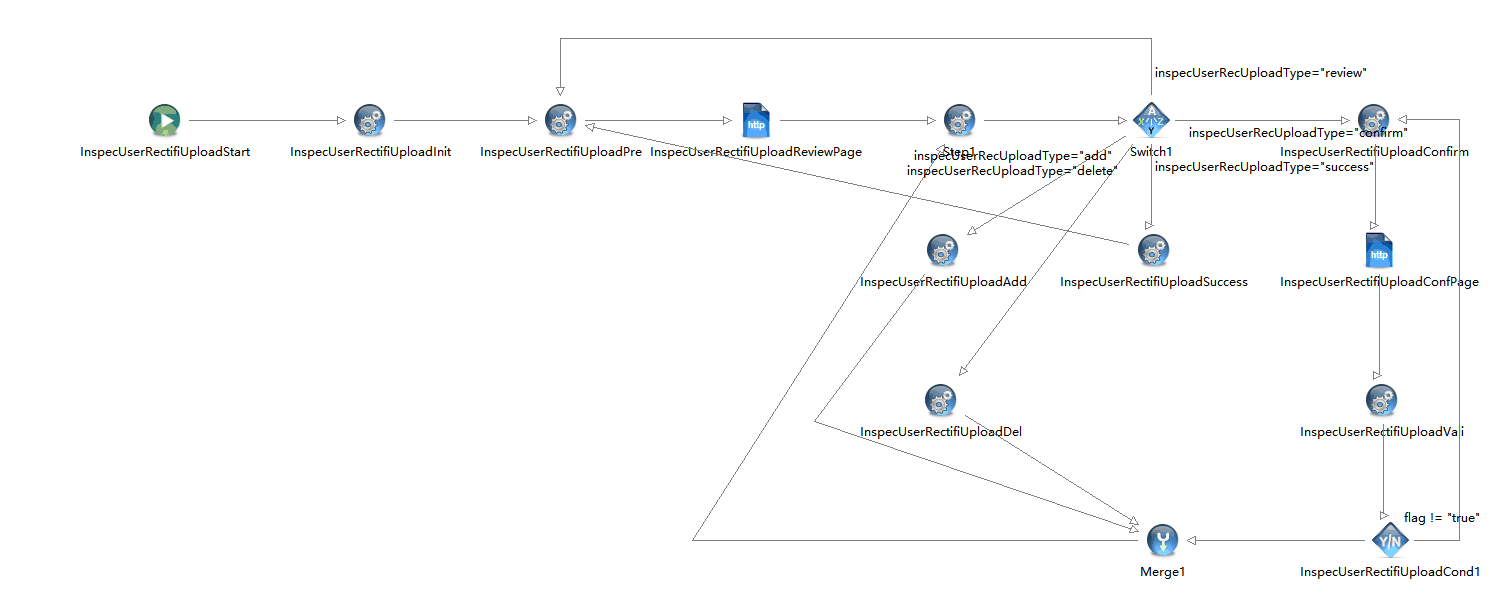 inspecUserRecUploadType="review"
http
A
X
Z
Y
inspecUserRecUploadType="confirm"
InspecUserRectifiUploadStart
InspecUserRectifiUploadInit
InspecUserRectifiUploadPre
InspecUserRectifiUploadReviewPage
Step1
Switch1
InspecUserRectifiUploadConfirm
inspecUserRecUploadType="add"
inspecUserRecUploadType="delete"
inspecUserRecUploadType="success"
http
InspecUserRectifiUploadAdd
InspecUserRectifiUploadSuccess
InspecUserRectifiUploadConfPage
InspecUserRectifiUploadDel
InspecUserRectifiUploadVali
flag != "true"
Y/N
Merge1
InspecUserRectifiUploadCond1